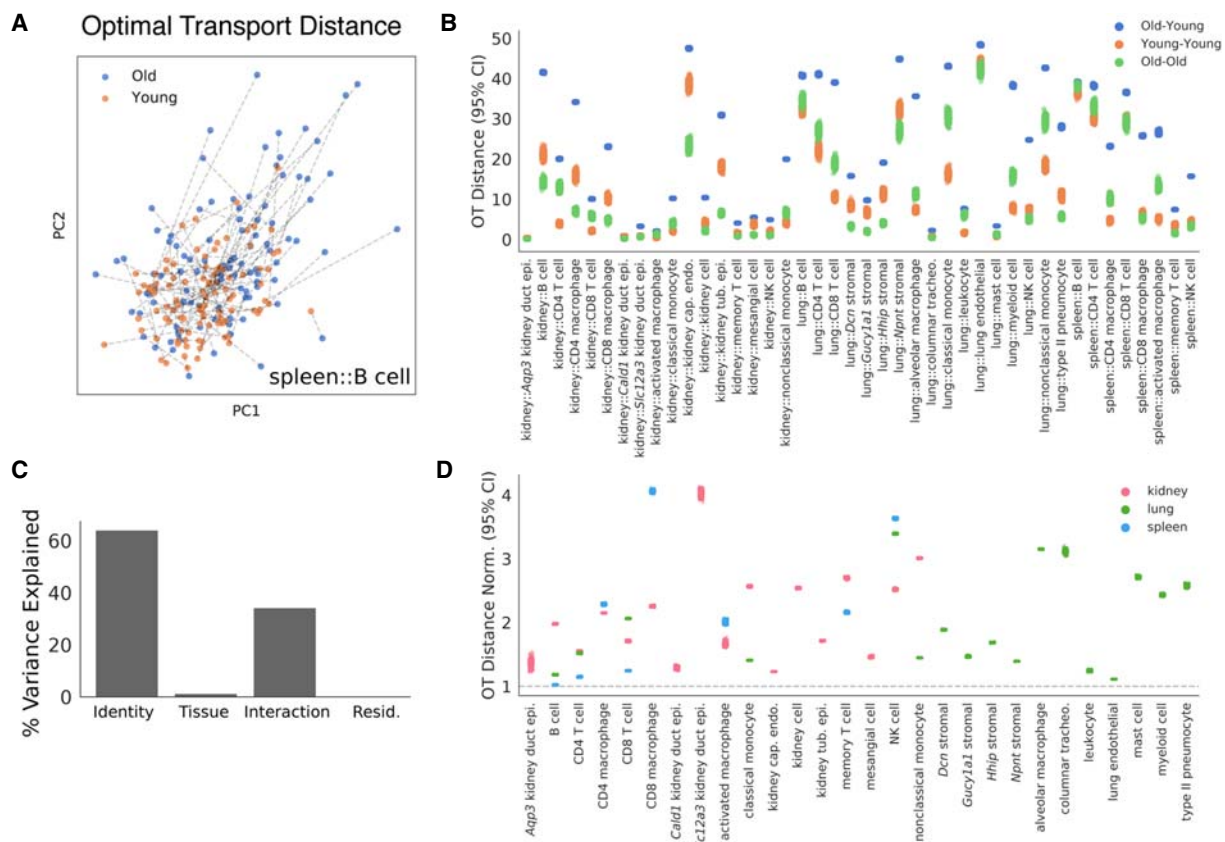 A
Optimal Transport Distance
Old
Young
PC2
spleen::B cell
PC1
B
Old-Young
Young-Young
Old-Old
OT Distance (95% CI)
50
40
30
20
10
0
kidney::Aqp3 kidney duct epi.
kidney::B cell
kidney::CD4 T cell
kidney::CD4 macrophage
kidney::CD8 T cell
kidney::CD8 macrophage
kidney::Cald1 kidney duct epi.
kidney::Slc12a3 kidney duct epi.
kidney::activated macrophage
kidney::classical monocyte
kidney::kidney cap. endo.
kidney::kidney cell
kidney::kidney tub. epi.
kidney::memory T cell
kidney::mesangial cell
kidney::NK cell
kidney::nonclassical monocyte
lung::B cell
lung::CD4 T cell
lung::CD8 T cell
lung::Dcn stromal
lung::Gucy1a1 stromal
lung::Hhip stromal
lung::Npnt stromal
lung::alveolar macrophage
lung::columnar tracheo.
lung::classical monocyte
lung::leukocyte
lung::lung endothelial
lung::mast cell
lung::myeloid cell
lung::NK cell
lung::nonclassical monocyte
lung::type II pneumocyte
spleen::B cell
spleen::CD4 T cell
spleen::CD4 macrophage
spleen::CD8 T cell
spleen::CD8 macrophage
spleen::activated macrophage
spleen::memory T cell
spleen::NK cell
C
% Variance Explained
60
40
20
0
Identity
Tissue
Interaction
Resid.
D
kidney
lung
spleen
OT Distance Norm. (95% CI)
4
3
2
1
Aqp3 kidney duct epi.
B cell
CD4 T cell
CD4 macrophage
CD8 T cell
CD8 macrophage
Cald1 kidney duct epi.
c12a3 kidney duct epi.
activated macrophage
classical monocyte
kidney cap. endo.
kidney cell
kidney tub. epi.
memory T cell
mesangial cell
NK cell
nonclassical monocyte
Dcn stromal
Gucy1a1 stromal
Hhip stromal
Npnt stromal
alveolar macrophage
columnar tracheo.
leukocyte
lung endothelial
mast cell
myeloid cell
type II pneumocyte